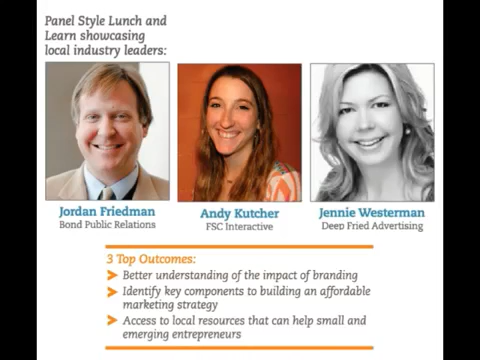 Panel Style Lunch and
Learn showcasing
local industry leaders:
Jordan Friedman
Bond Public Relations
Andy Kutcher
FSC Interactive
Jennie Westerman
Deep Fried Advertising
3 Top Outcomes:
Better understanding of the impact of branding
Identify key components to building an affordable
marketing strategy
Access to local resources that can help small and
emerging entrepreneurs